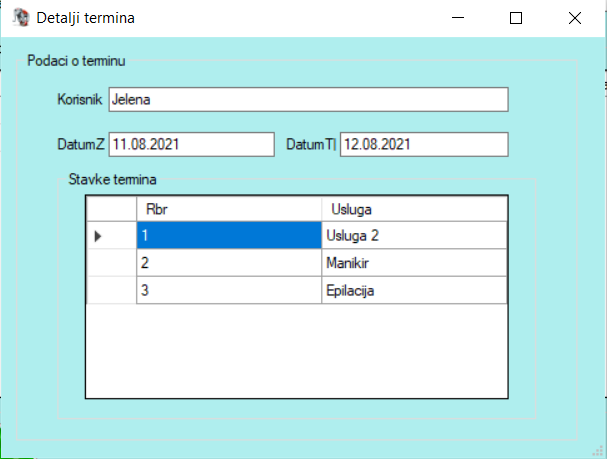 Detalji termina
Podaci o terminu
Korisnik Jelena
DatumZ 11.08.2021 DatumT| 12.08.2021
Stavke termina
Rbr Usluga
1 Usluga 2
2 Manikir
3 Epilacija